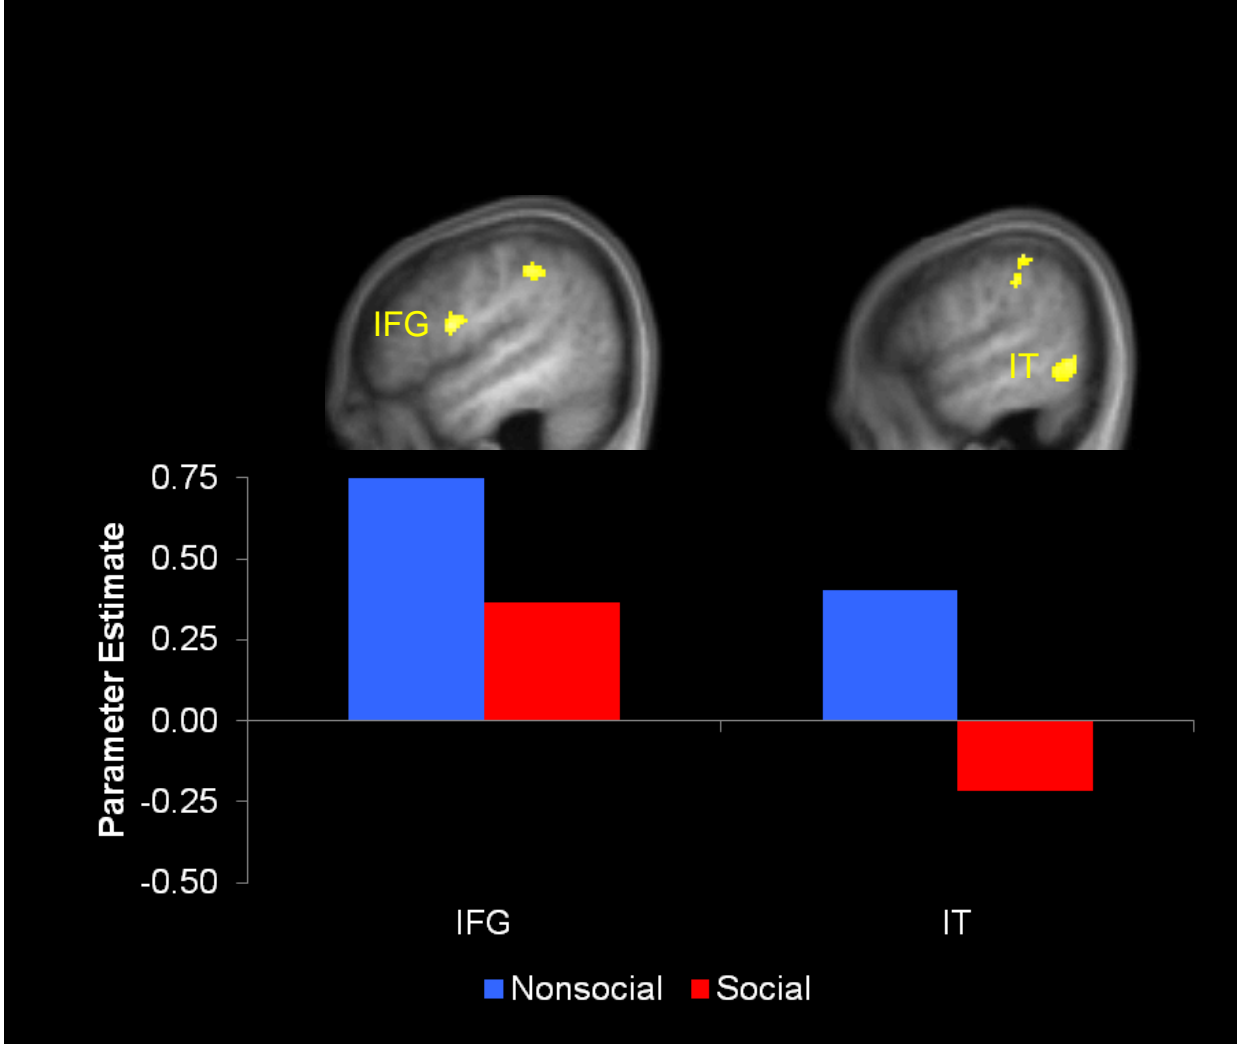 IFG
IT
Parameter Estimate
0.75
0.50
0.25
0.00
-0.25
-0.50
IFG IT
Nonsocial Social